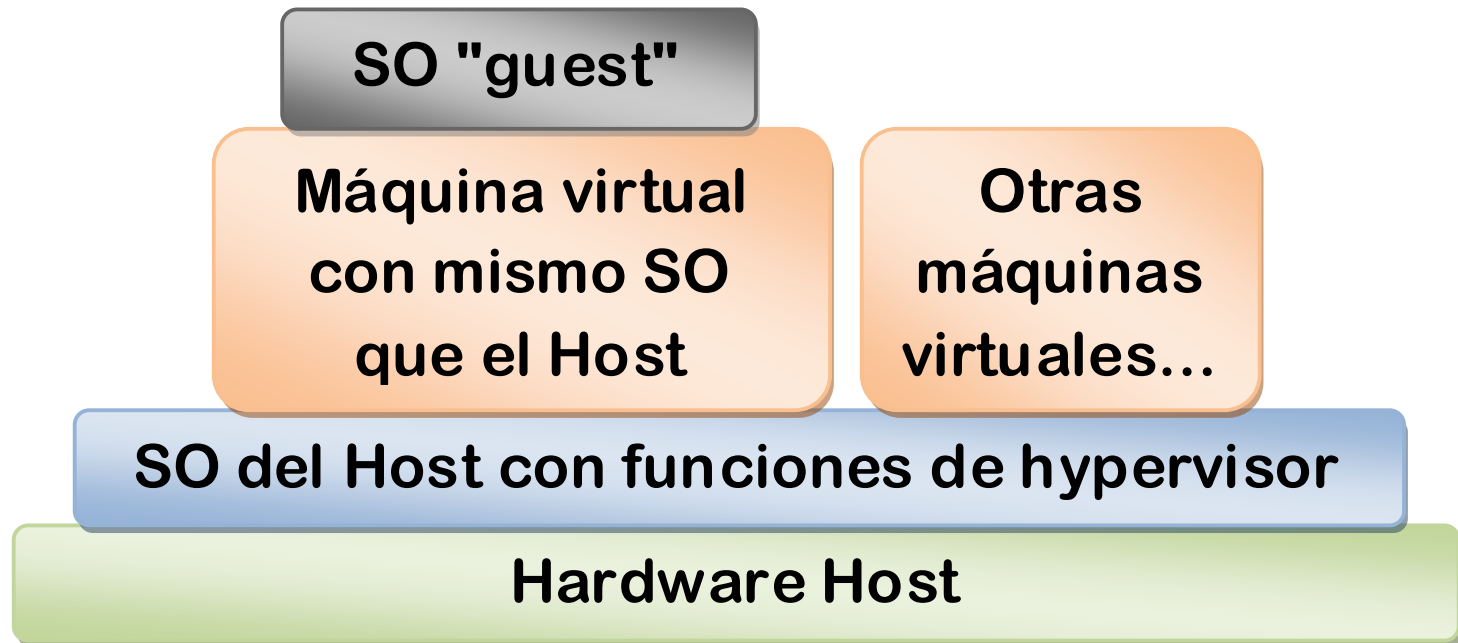 SO "guest"
Máquina virtual
con mismo SO
que el Host
Otras
máquinas
virtuales...
SO del Host con funciones de hypervisor
Hardware Host